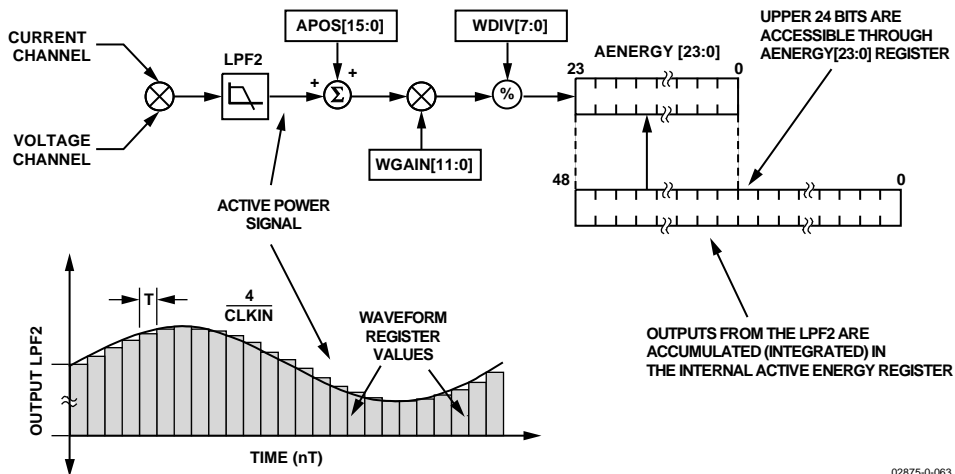 CURRENT
CHANNEL
VOLTAGE
CHANNEL
LPF2
APOS[15:0]
+
+
Σ
WGAIN[11:0]
WDIV[7:0]
%
AENERGY [23:0]
23
0
UPPER 24 BITS ARE
ACCESSIBLE THROUGH
AENERGY[23:0] REGISTER
48
0
ACTIVE POWER
SIGNAL
OUTPUTS FROM THE LPF2 ARE
ACCUMULATED (INTEGRATED) IN
THE INTERNAL ACTIVE ENERGY REGISTER
OUTPUT LPF2
T
4
CLKIN
WAVEFORM
REGISTER
VALUES
TIME (nT)
02875-0-063